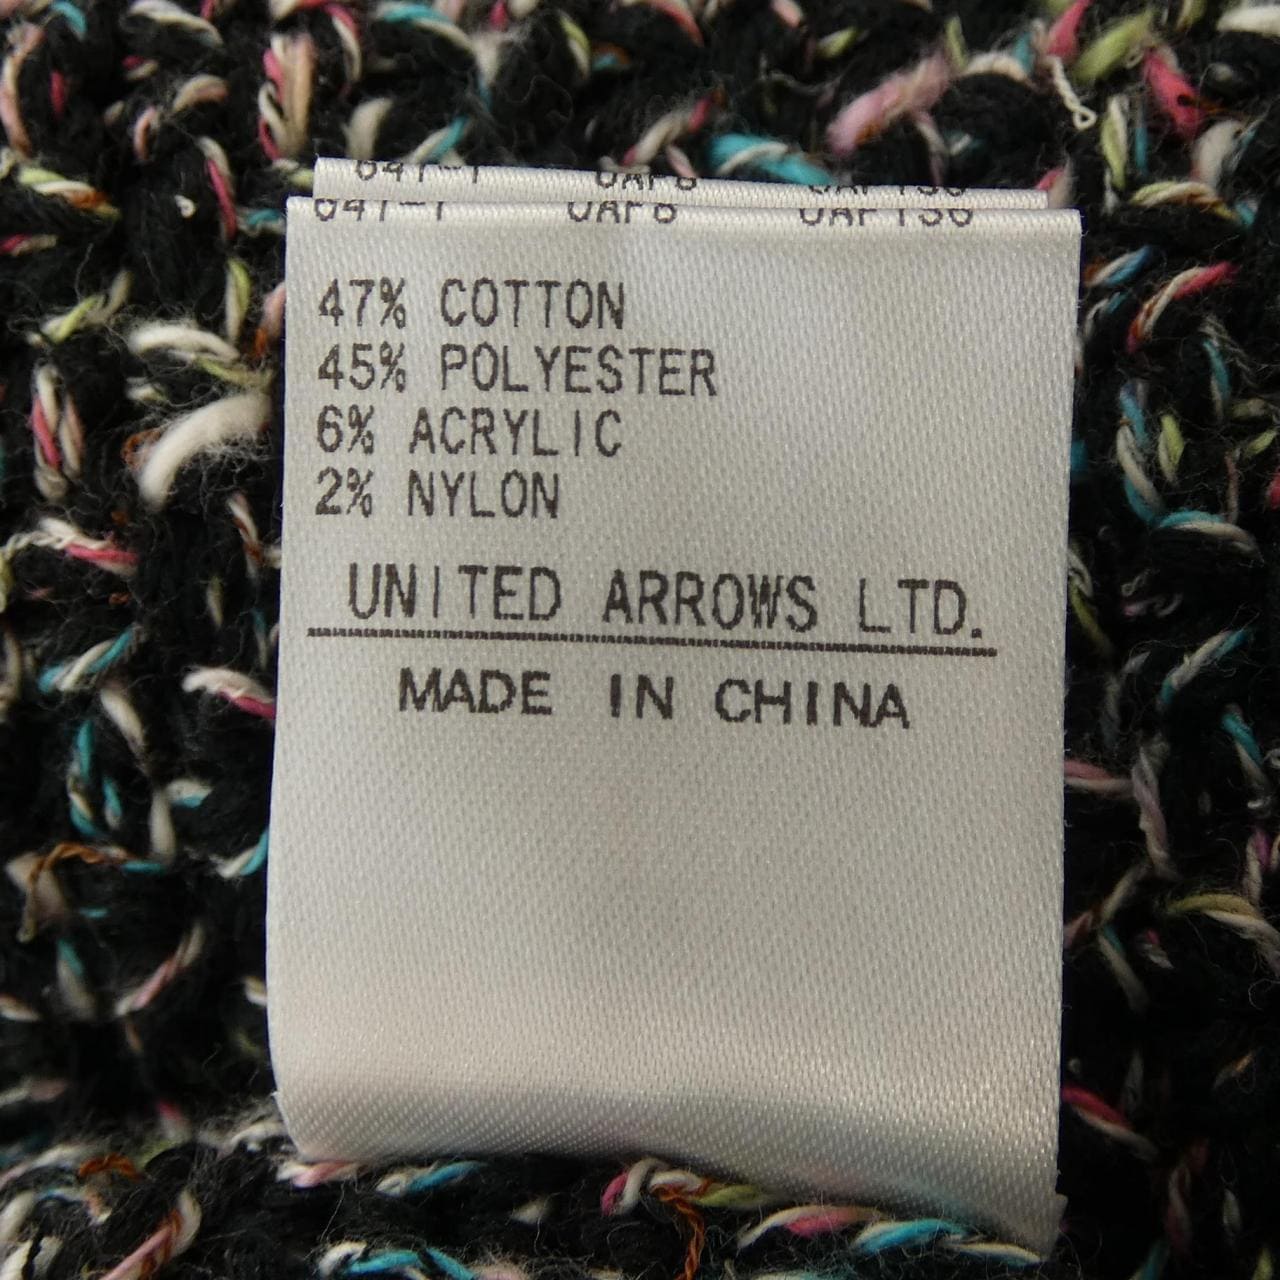 47% COTTON
45% POLYESTER
6% ACRYLIC
2% NYLON
UNITED ARROWS LTD.
MADE IN CHINA